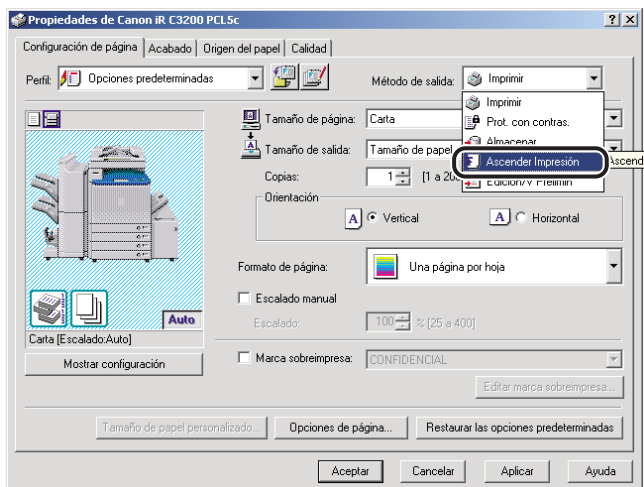 Propiedades de Canon iR C3200 PCL5c
Configuración de página Acabado Origen del papel Calidad
Perfil: Opciones predeterminadas Método de salida: Imprimir
Imprimir
Prot. con contras.
Almacenar
Ascender Impresión Ascend
Edición/V Prelimin
Tamaño de página: Carta
Tamaño de salida: Tamaño de papel
Copias: 1 [1 a 200
Orientación
A Vertical A Horizontal
Formato de página: Una página por hoja
Escalado manual
Escalado: 100 % [25 a 400]
Auto
Carta [Escalado:Auto]
Mostrar configuración
Marca sobreimpresa: CONFIDENCIAL
Editar marca sobreimpresa...
Tamaño de papel personalizado... Opciones de página... Restaurar las opciones predeterminadas
Aceptar Cancelar Aplicar Ayuda